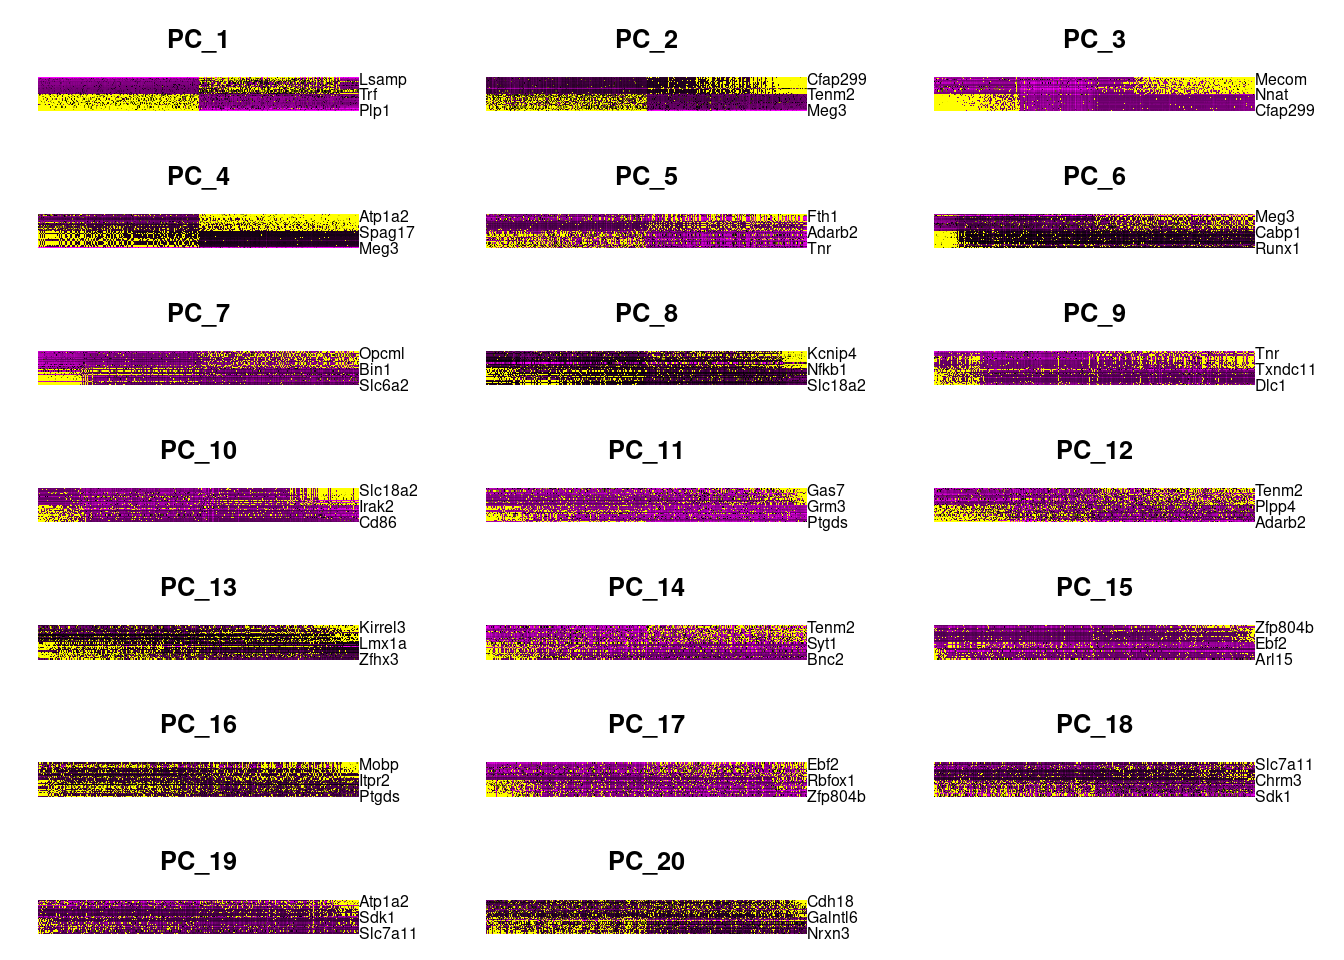 PC_1
Lsamp
Trf
Plp1
PC_2
Cfap299
Tenm2
Meg3
PC_3
Mecom
Nnat
Cfap299
PC_4
Atp1a2
Spag17
Meg3
PC_5
Fth1
Adarb2
Tnr
PC_6
Meg3
Cabp1
Runx1
PC_7
Opcml
Bin1
Slc6a2
PC_8
Kcnip4
Nfkb1
Slc18a2
PC_9
Tnr
Txndc11
Dlc1
PC_10
Slc18a2
Irak2
Cd86
PC_11
Gas7
Grm3
Ptgds
PC_12
Tenm2
Plpp4
Adarb2
PC_13
Kirrel3
Lmx1a
Zfhx3
PC_14
Tenm2
Syt1
Bnc2
PC_15
Zfp804b
Ebf2
Arl15
PC_16
Mobp
Itpr2
Ptgds
PC_17
Ebf2
Rbfox1
Zfp804b
PC_18
Slc7a11
Chrm3
Sdk1
PC_19
Atp1a2
Sdk1
Slc7a11
PC_20
Cdh18
Galntl6
Nrxn3